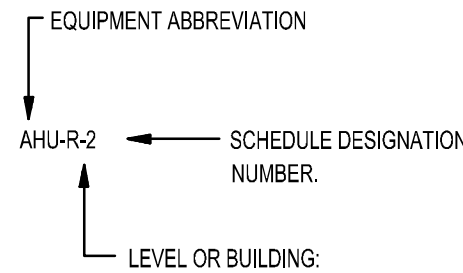 EQUIPMENT ABBREVIATION
AHU-R-2
SCHEDULE DESIGNATION
NUMBER.
LEVEL OR BUILDING: